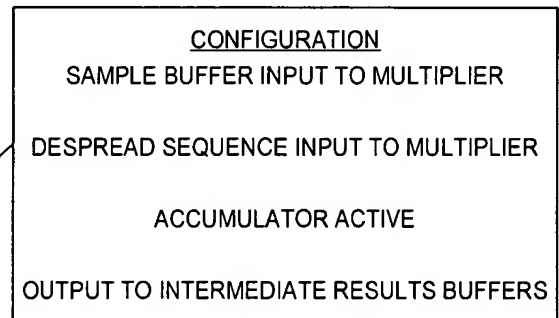 CONFIGURATION
SAMPLE BUFFER INPUT TO MULTIPLIER
DESPREAD SEQUENCE INPUT TO MULTIPLIER
ACCUMULATOR ACTIVE
OUTPUT TO INTERMEDIATE RESULTS BUFFERS